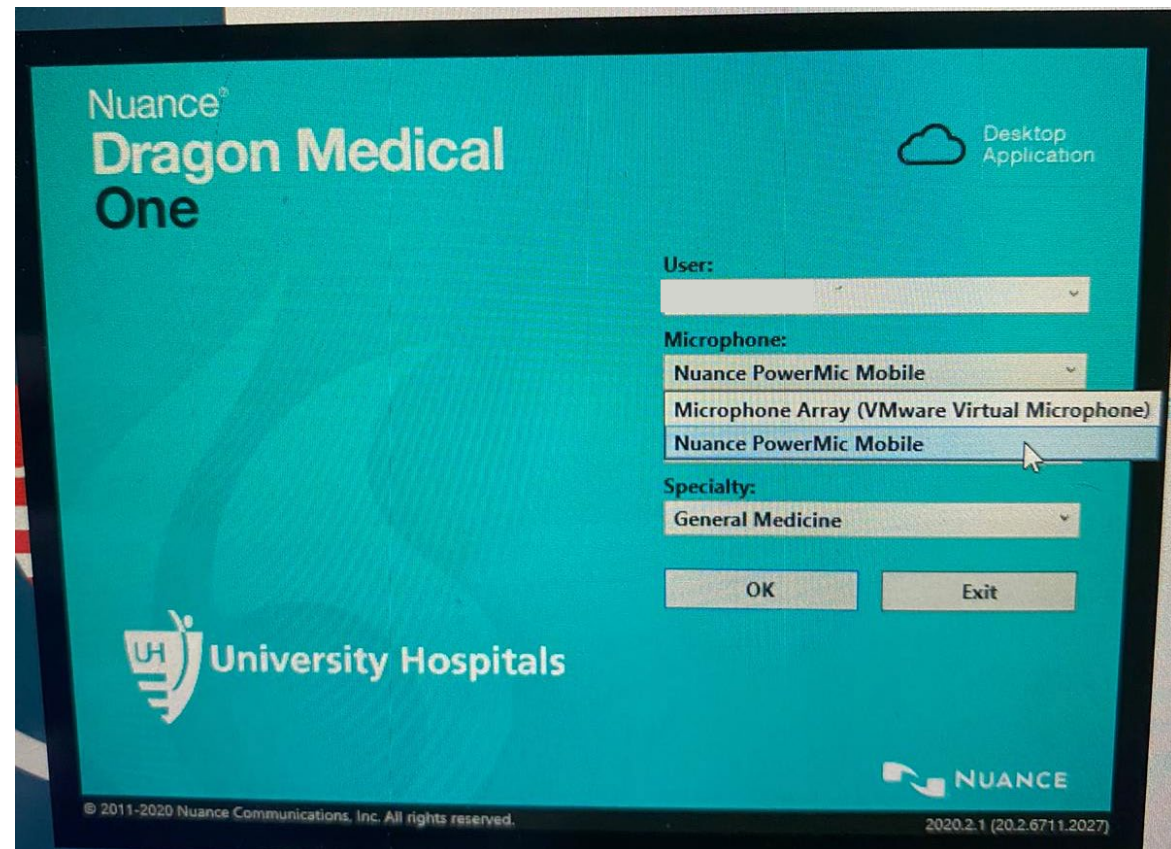 Nuance®
Dragon Medical
One
Desktop
Application
User:
Microphone:
Nuance PowerMic Mobile
Microphone Array (VMware Virtual Microphone)
Nuance PowerMic Mobile
Specialty:
General Medicine
OK
Exit
UH
University Hospitals
NUANCE
© 2011-2020 Nuance Communications, Inc. All rights reserved.
2020.2.1 (20.2.6711.2027)